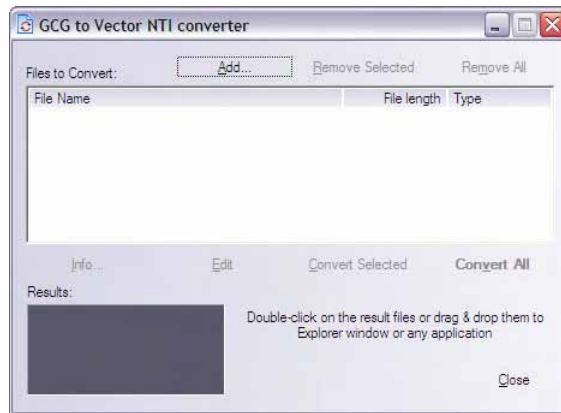 GCG to Vector NTI converter
Files to Convert:
Add...
Remove Selected
Remove All
File Name
File length
Type
Info...
Edit
Convert Selected
Convert All
Results:
Double-click on the result files or drag & drop them to
Explorer window or any application
Close